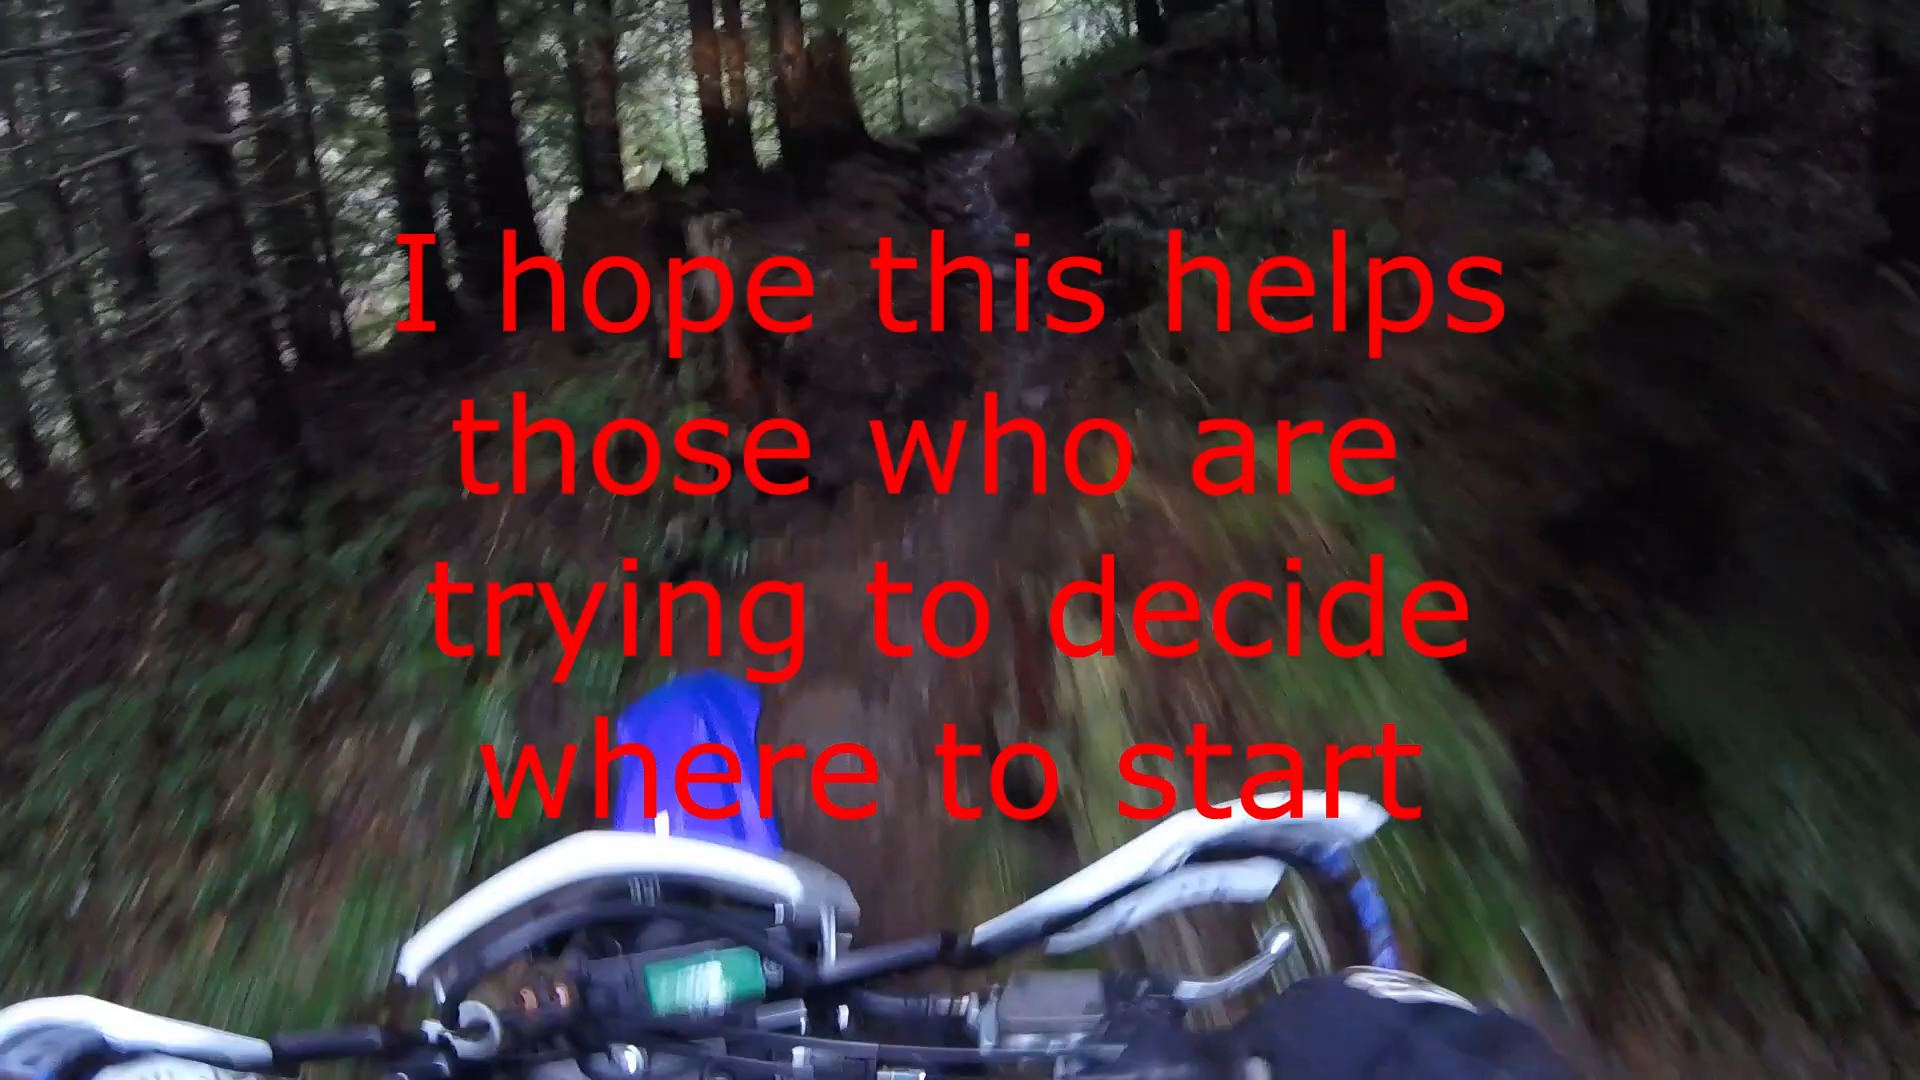 I hope this helps
those who are
trying to decide
where to start